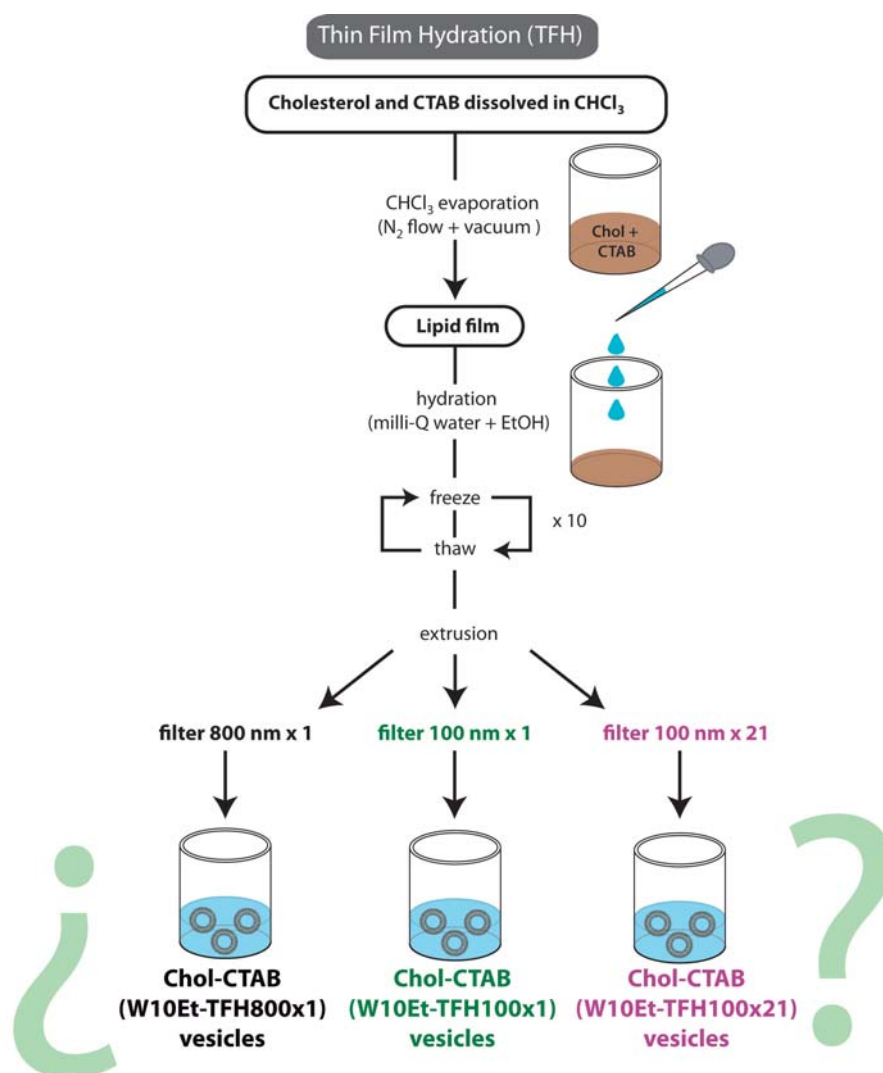 Thin Film Hydration (TFH)
Cholesterol and CTAB dissolved in CHCl₃
CHCl₃ evaporation
(N₂ flow + vacuum )
Chol +
CTAB
Lipid film
hydration
(milli-Q water + EtOH)
freeze
x 10
thaw
extrusion
filter 800 nm x 1
filter 100 nm x 1
filter 100 nm x 21
¿
?
Chol-CTAB
(W10Et-TFH800x1)
vesicles
Chol-CTAB
(W10Et-TFH100x1)
vesicles
Chol-CTAB
(W10Et-TFH100x21)
vesicles